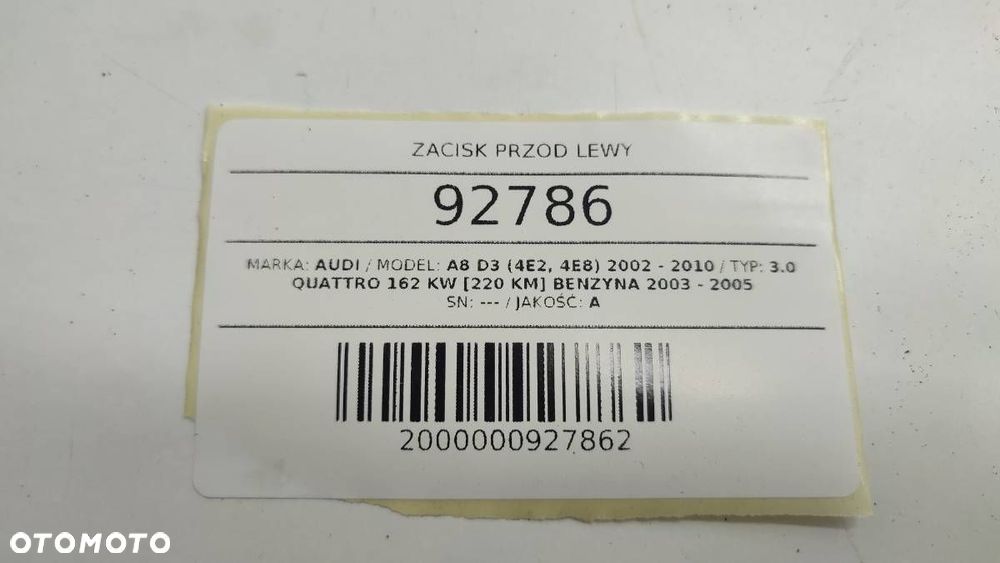 ZACISK PRZOD LEWY
92786
MARKA: AUDI / MODEL: A8 D3 (4E2, 4E8) 2002 - 2010 / TYP: 3.0
QUATTRO 162 KW [220 KM] BENZYNA 2003 - 2005
SN: --- / JAKOŚĆ: A
2000000927862
OTOMOTO